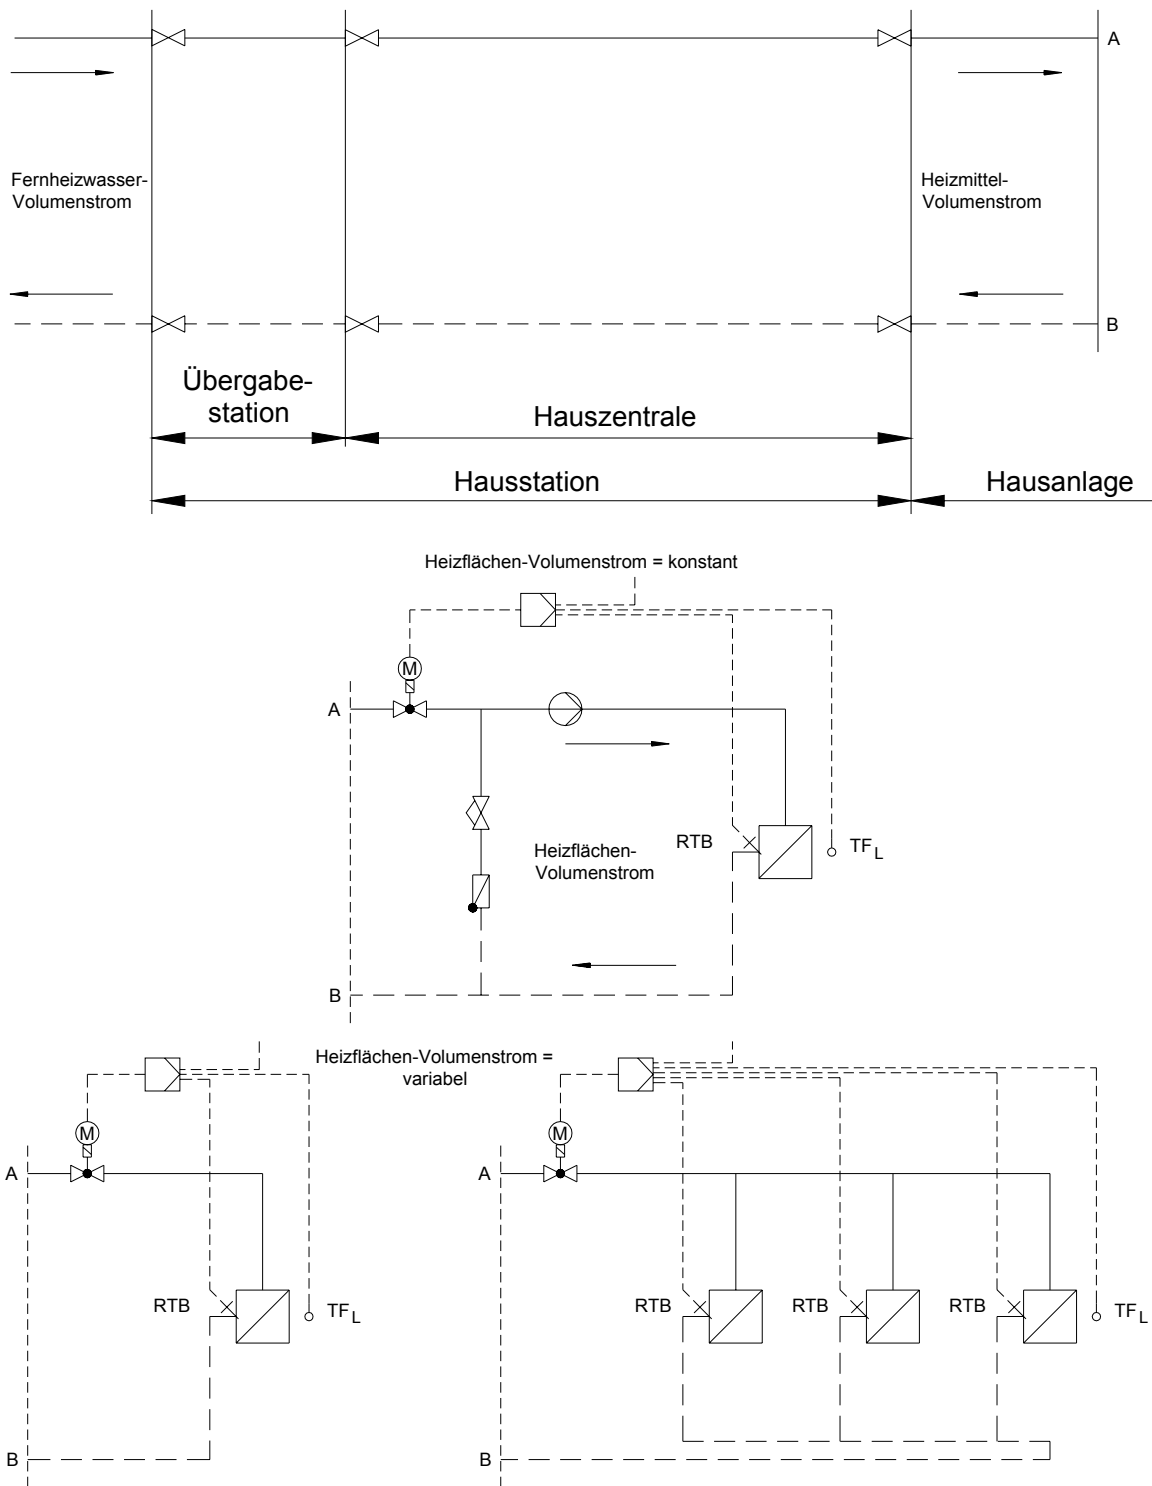 A
Fernheizwasser-
Volumenstrom
Heizmittel-
Volumenstrom
B
Übergabe-
station
Hauszentrale
Hausstation
Hausanlage
Heizflächen-Volumenstrom = konstant
M
A
RTB
TF L
Heizflächen-
Volumenstrom
B
Heizflächen-Volumenstrom =
variabel
M
A
RTB
TF L
B
M
A
RTB
RTB
RTB
TF L
B